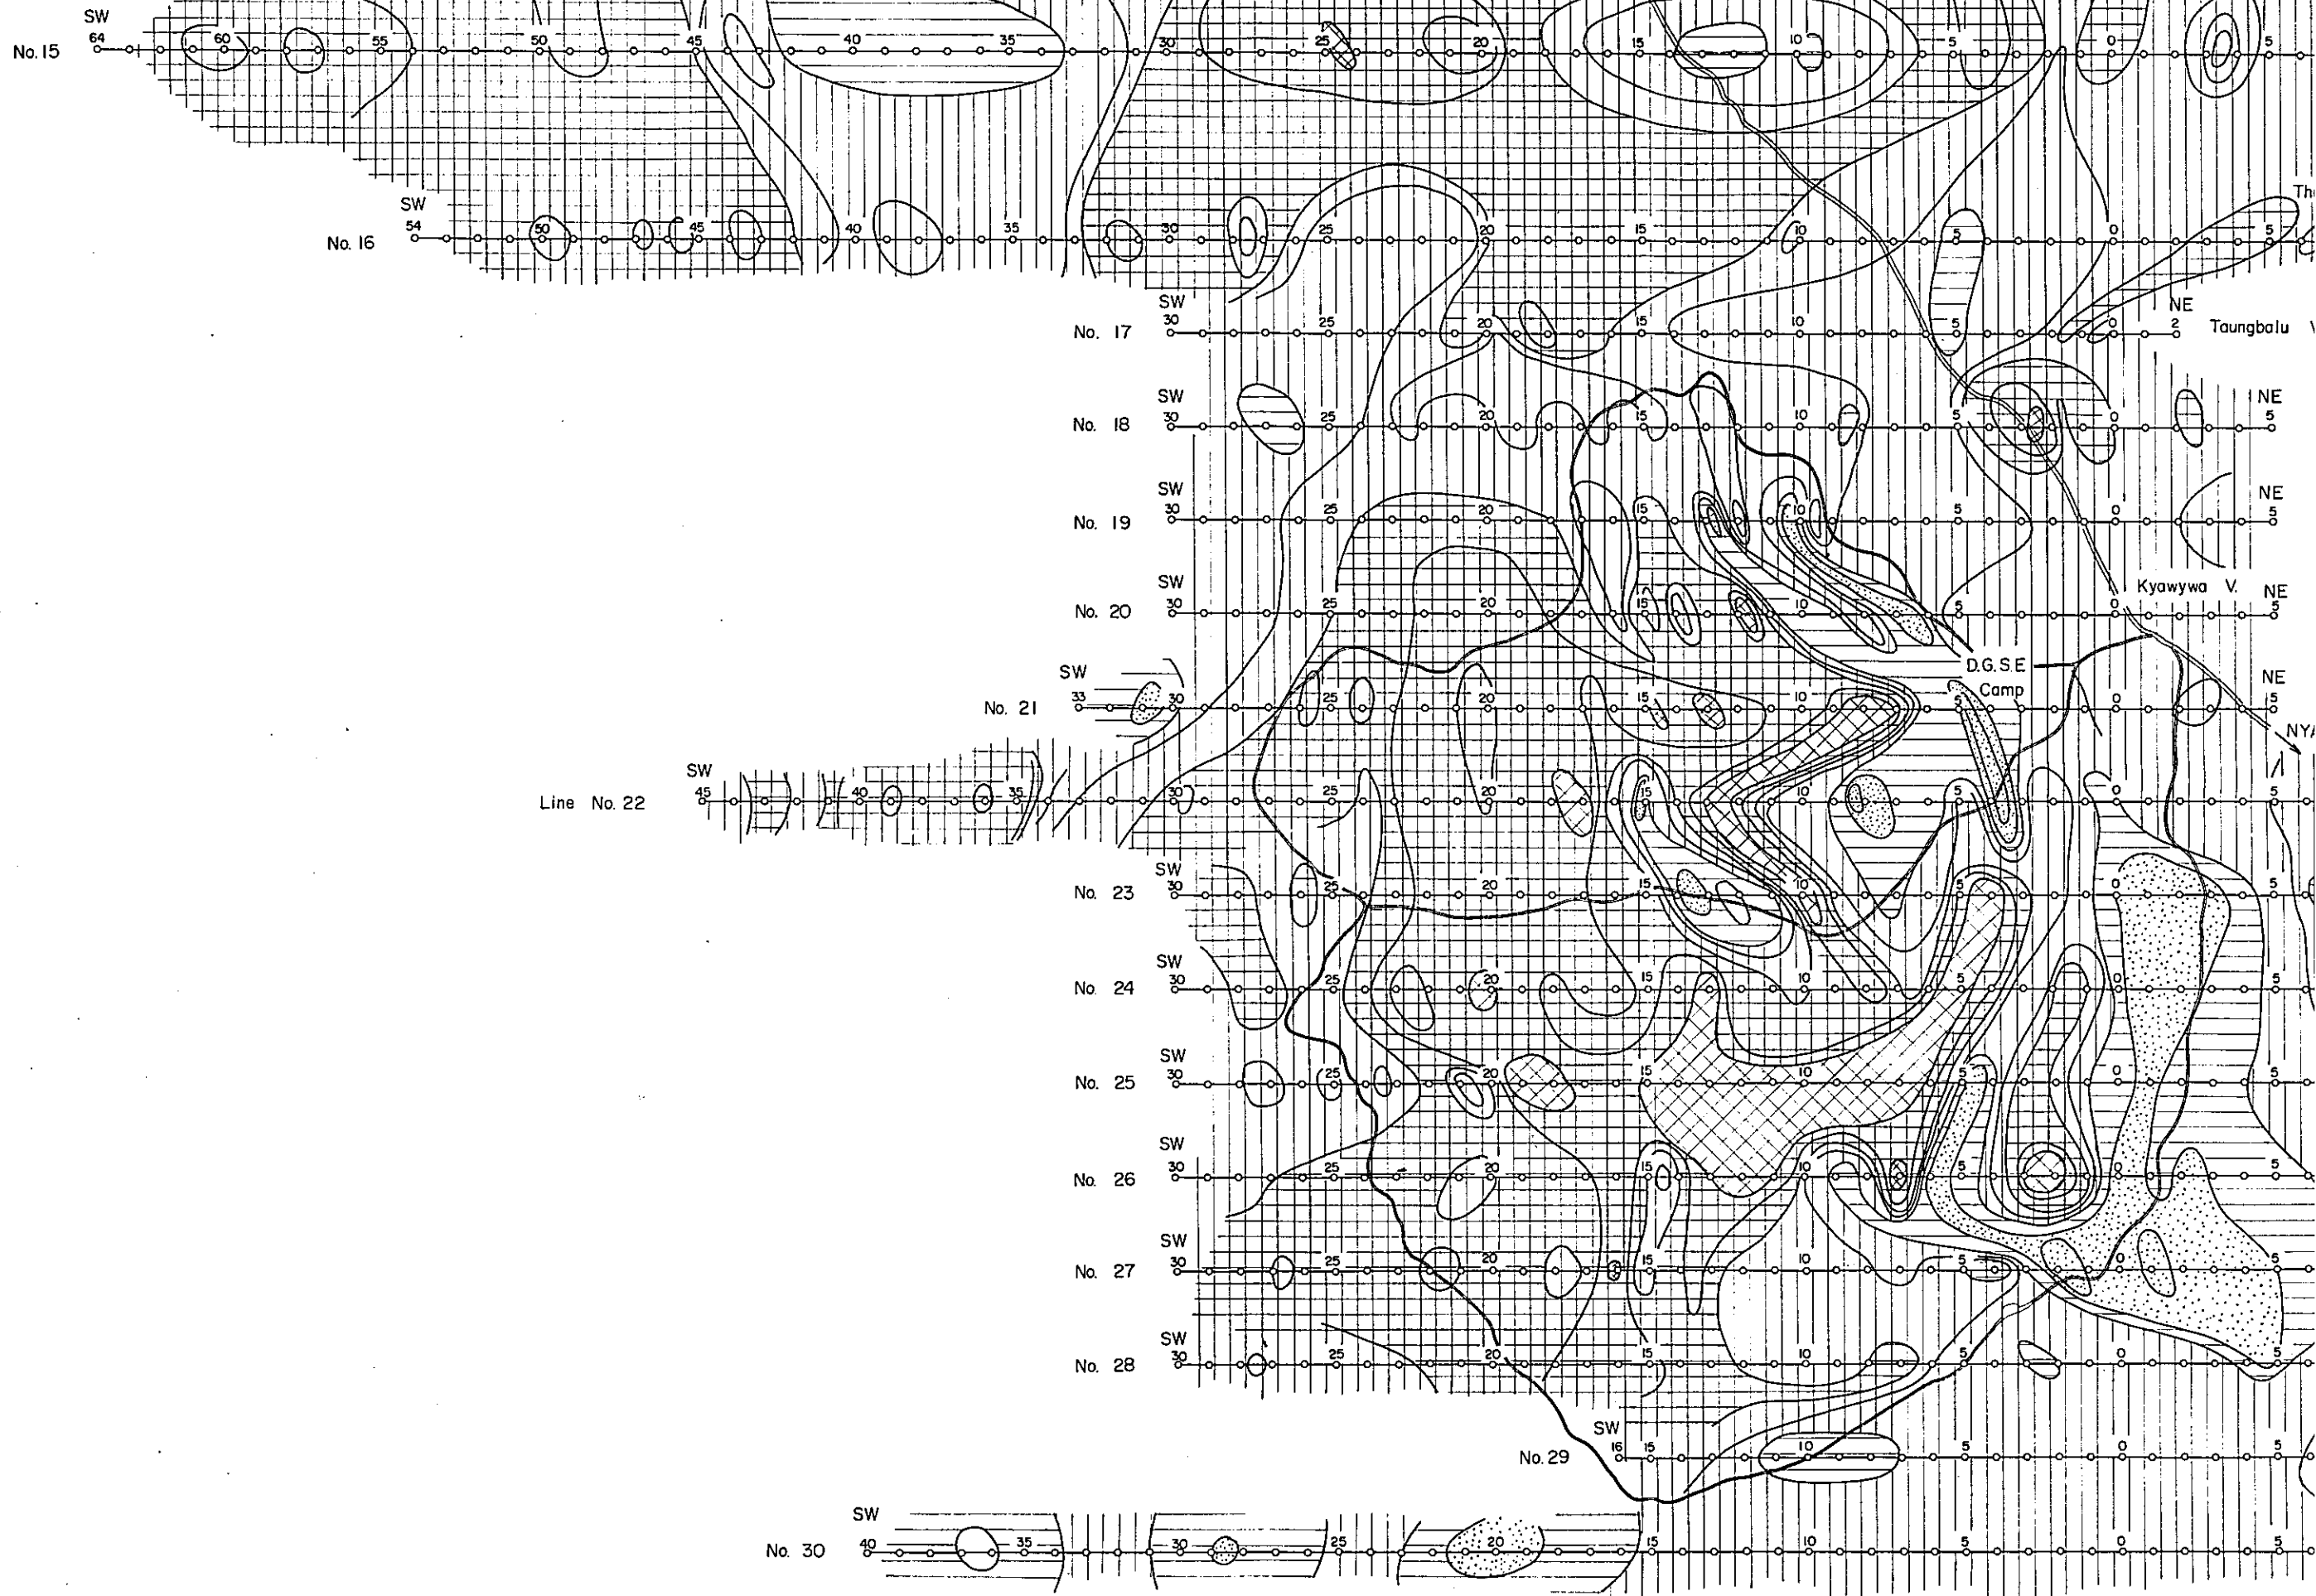 SW
No. 15 64 60 55 50 45 40 35 30 25 20 15 10 5 0 5
Th
SW
No. 16 54 50 45 40 35 30 25 20 15 10 5 0 5
SW NE
No. 17 30 25 20 15 10 5 0 2 Taungbalu V
SW NE
No. 18 30 25 20 15 10 5 0 5
SW NE
No. 19 30 25 20 15 10 5 0 5
Kyawywa V.
SW NE
No. 20 30 25 20 15 10 5 0 5
D.G.S.E
Camp
SW NE
No. 21 33 30 25 20 15 10 5 0 5
NYA
SW
Line No. 22 45 40 35 30 25 20 15 10 5 0 5
SW
No. 23 30 25 20 15 10 5 0 5
SW
No. 24 30 25 20 15 10 5 0 5
SW
No. 25 30 25 20 15 10 5 0 5
SW
No. 26 30 25 20 15 10 5 0 5
SW
No. 27 30 25 20 15 10 5 0 5
SW
No. 28 30 25 20 15 10 5 0 5
SW
No. 29 16 15 10 5 0 5
SW
No. 30 40 35 30 25 20 15 10 5 0 5